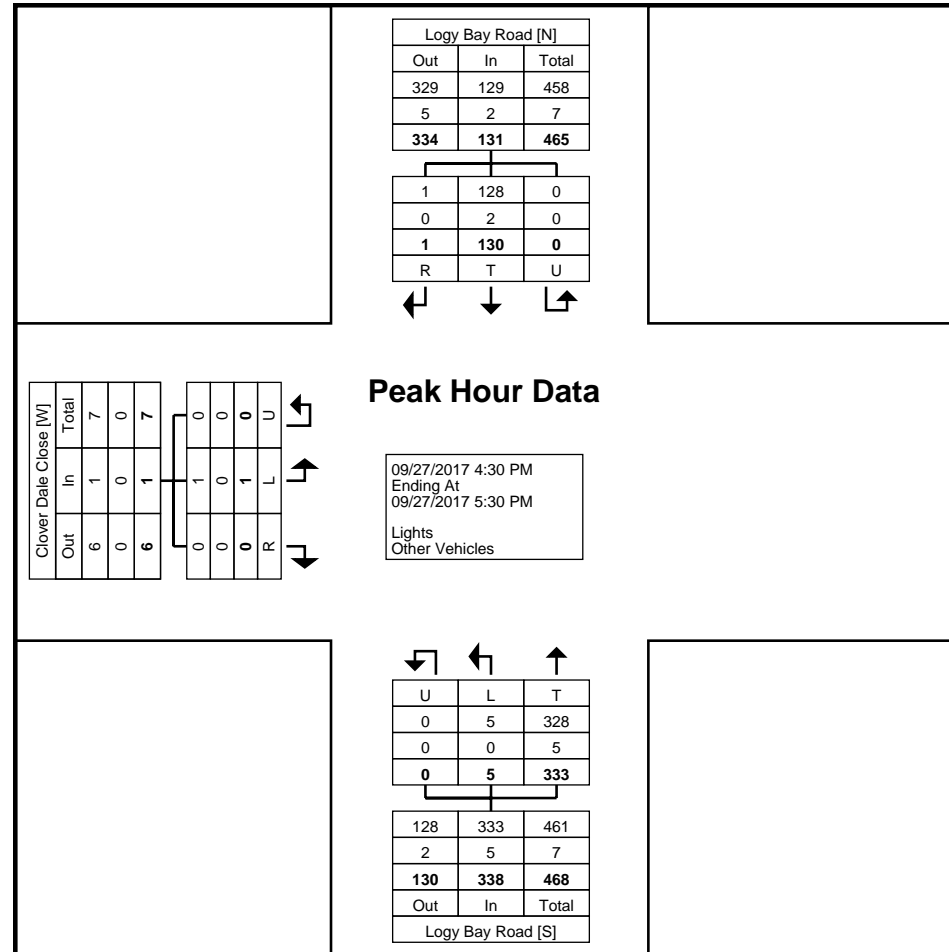 Logy Bay Road [N]
Out In Total
329 129 458
5 2 7
334 131 465
1 128 0
0 2 0
1 130 0
R T U
Peak Hour Data
Clover Dale Close [W]
Out In Total
6 1 7
0 0 0
6 1 7
0 1 0
0 0 0
0 1 0
R L U
09/27/2017 4:30 PM
Ending At
09/27/2017 5:30 PM
Lights
Other Vehicles
U L T
0 5 328
0 0 5
0 5 333
128 333 461
2 5 7
130 338 468
Out In Total
Logy Bay Road [S]